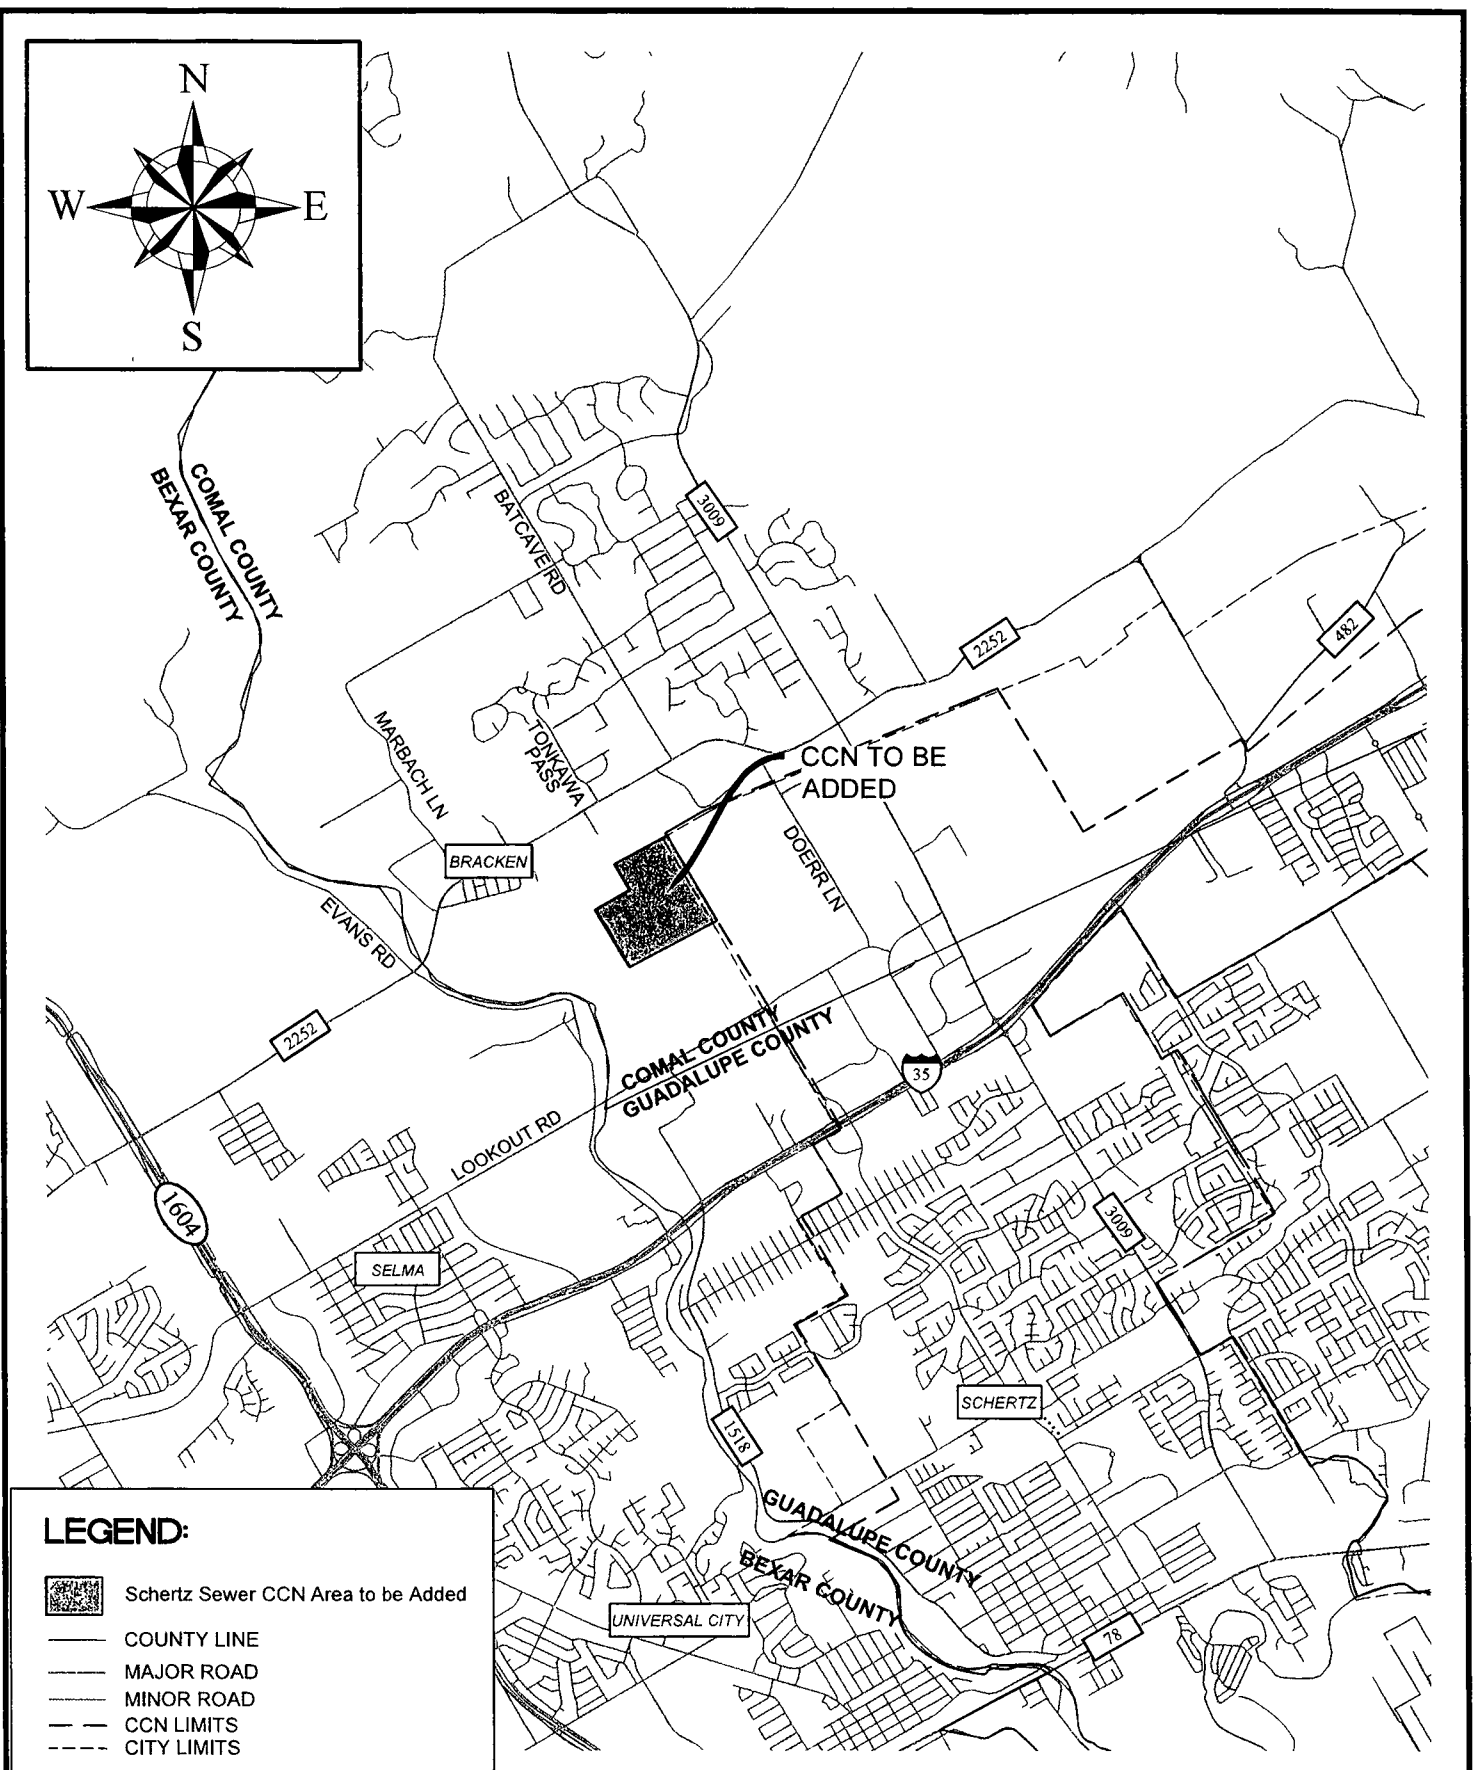 N
W E
S
COMAL COUNTY
BEXAR COUNTY
BATCAVE RD
3009
2252
482
MARBACH LN
TONKAWA
PASS
CCN TO BE
ADDED
DOERR LN
BRACKEN
EVANS RD
2252
COMAL COUNTY
GUADALUPE COUNTY
35
LOOKOUT RD
1604
3009
SELMA
SCHERTZ
1518
GUADALUPE COUNTY
BEXAR COUNTY
UNIVERSAL CITY
78
LEGEND:
Schertz Sewer CCN Area to be Added
COUNTY LINE
MAJOR ROAD
MINOR ROAD
CCN LIMITS
CITY LIMITS